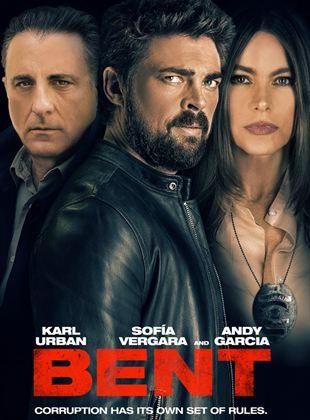 KARL URBAN SOFÍA VERGARA AND ANDY GARCIA
BENT
CORRUPTION HAS ITS OWN SET OF RULES.